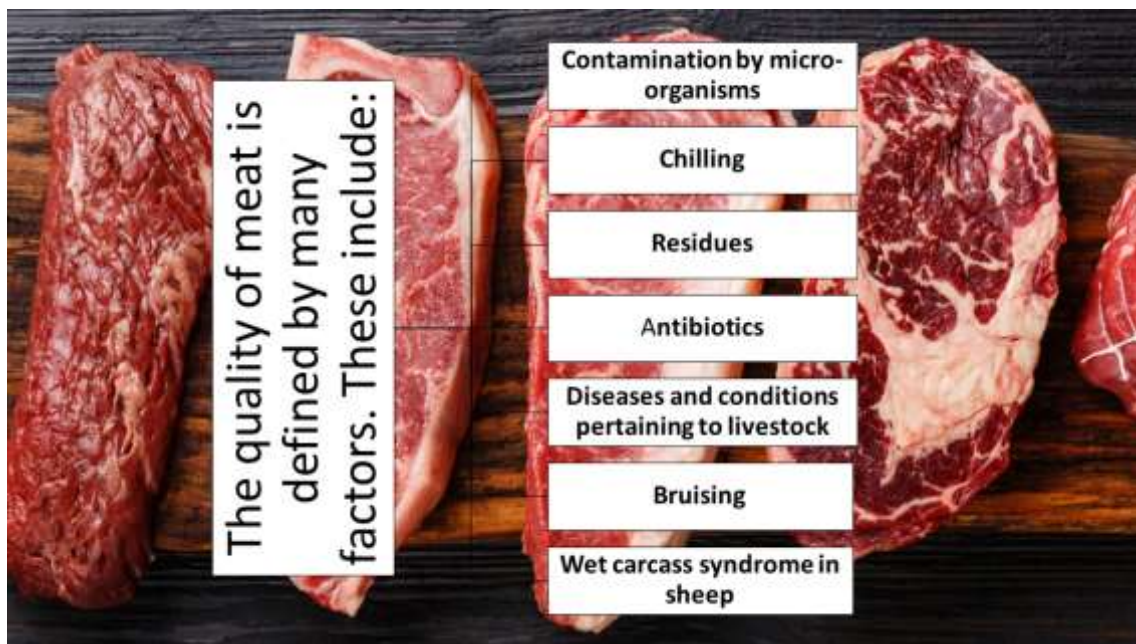 The quality of meat is
defined by many
factors. These include:
Contamination by micro-
organisms
Chilling
Residues
Antibiotics
Diseases and conditions
pertaining to livestock
Bruising
Wet carcass syndrome in
sheep